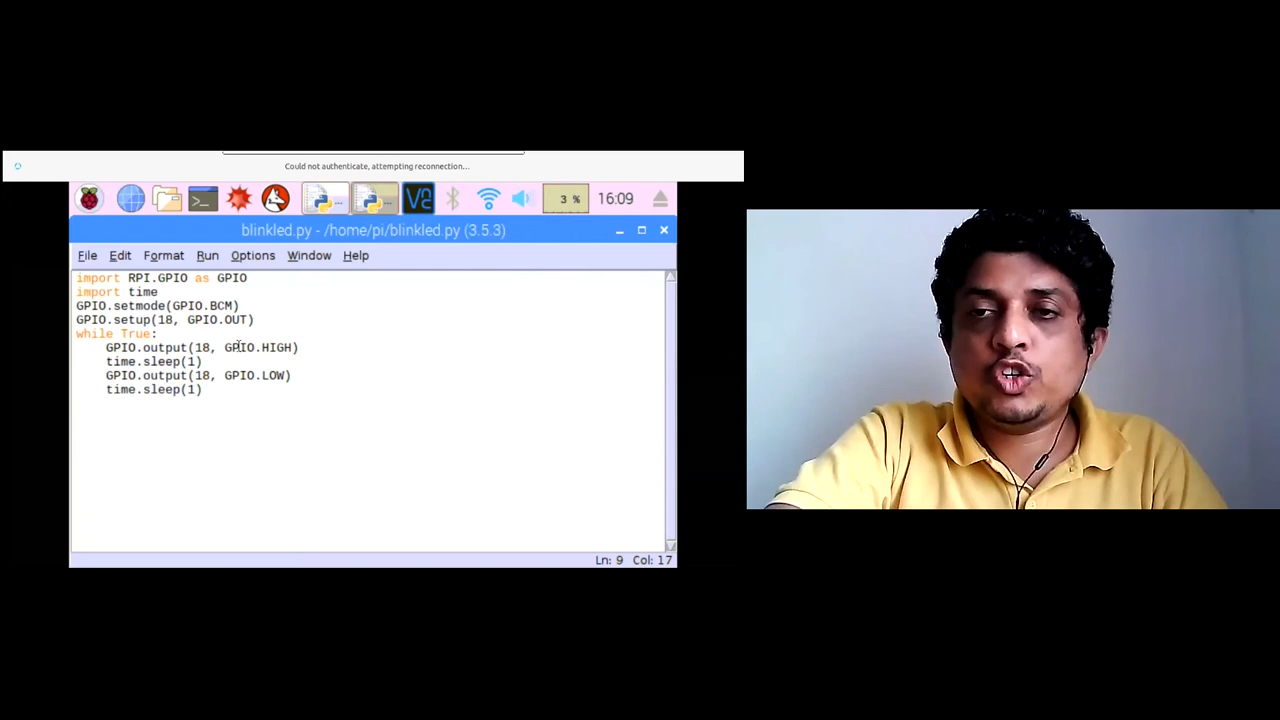 Could not authenticate, attempting reconnection...
...
...
3 %
16:09
blinkled.py - /home/pi/blinkled.py (3.5.3)
File Edit Format Run Options Window Help
import RPI.GPIO as GPIO
import time
GPIO.setmode(GPIO.BCM)
GPIO.setup(18, GPIO.OUT)
while True:
    GPIO.output(18, GPIO.HIGH)
    time.sleep(1)
    GPIO.output(18, GPIO.LOW)
    time.sleep(1)
Ln: 9 Col: 17